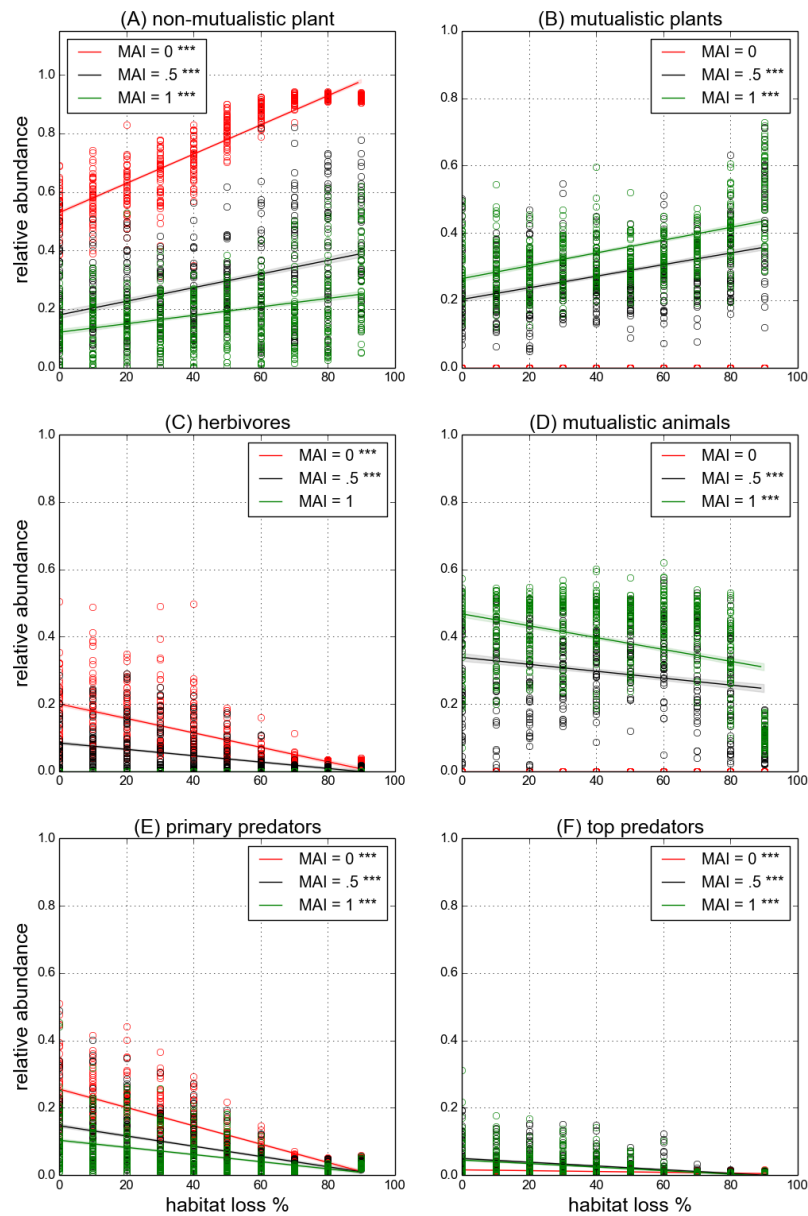 (A) non-mutualistic plant
MAI = 0 ***
MAI = .5 ***
MAI = 1 ***
relative abundance
0.0
0.2
0.4
0.6
0.8
1.0
0
20
40
60
80
100
(B) mutualistic plants
MAI = 0
MAI = .5 ***
MAI = 1 ***
0.0
0.2
0.4
0.6
0.8
1.0
0
20
40
60
80
100
(C) herbivores
MAI = 0 ***
MAI = .5 ***
MAI = 1
relative abundance
0.0
0.2
0.4
0.6
0.8
1.0
0
20
40
60
80
100
(D) mutualistic animals
MAI = 0
MAI = .5 ***
MAI = 1 ***
0.0
0.2
0.4
0.6
0.8
1.0
0
20
40
60
80
100
(E) primary predators
MAI = 0 ***
MAI = .5 ***
MAI = 1 ***
relative abundance
0.0
0.2
0.4
0.6
0.8
1.0
0
20
40
60
80
100
habitat loss %
(F) top predators
MAI = 0 ***
MAI = .5 ***
MAI = 1 ***
0.0
0.2
0.4
0.6
0.8
1.0
0
20
40
60
80
100
habitat loss %